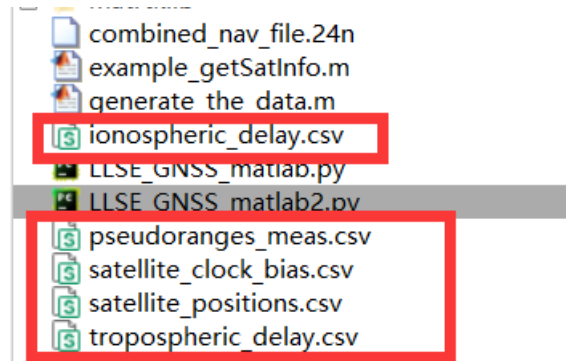 combined_nav_file.24n
example_getSatInfo.m
generate_the_data.m
ionospheric_delay.csv
LLSE_GNSS_matlab.py
LLSE_GNSS_matlab2.py
pseudoranges_meas.csv
satellite_clock_bias.csv
satellite_positions.csv
tropospheric_delay.csv